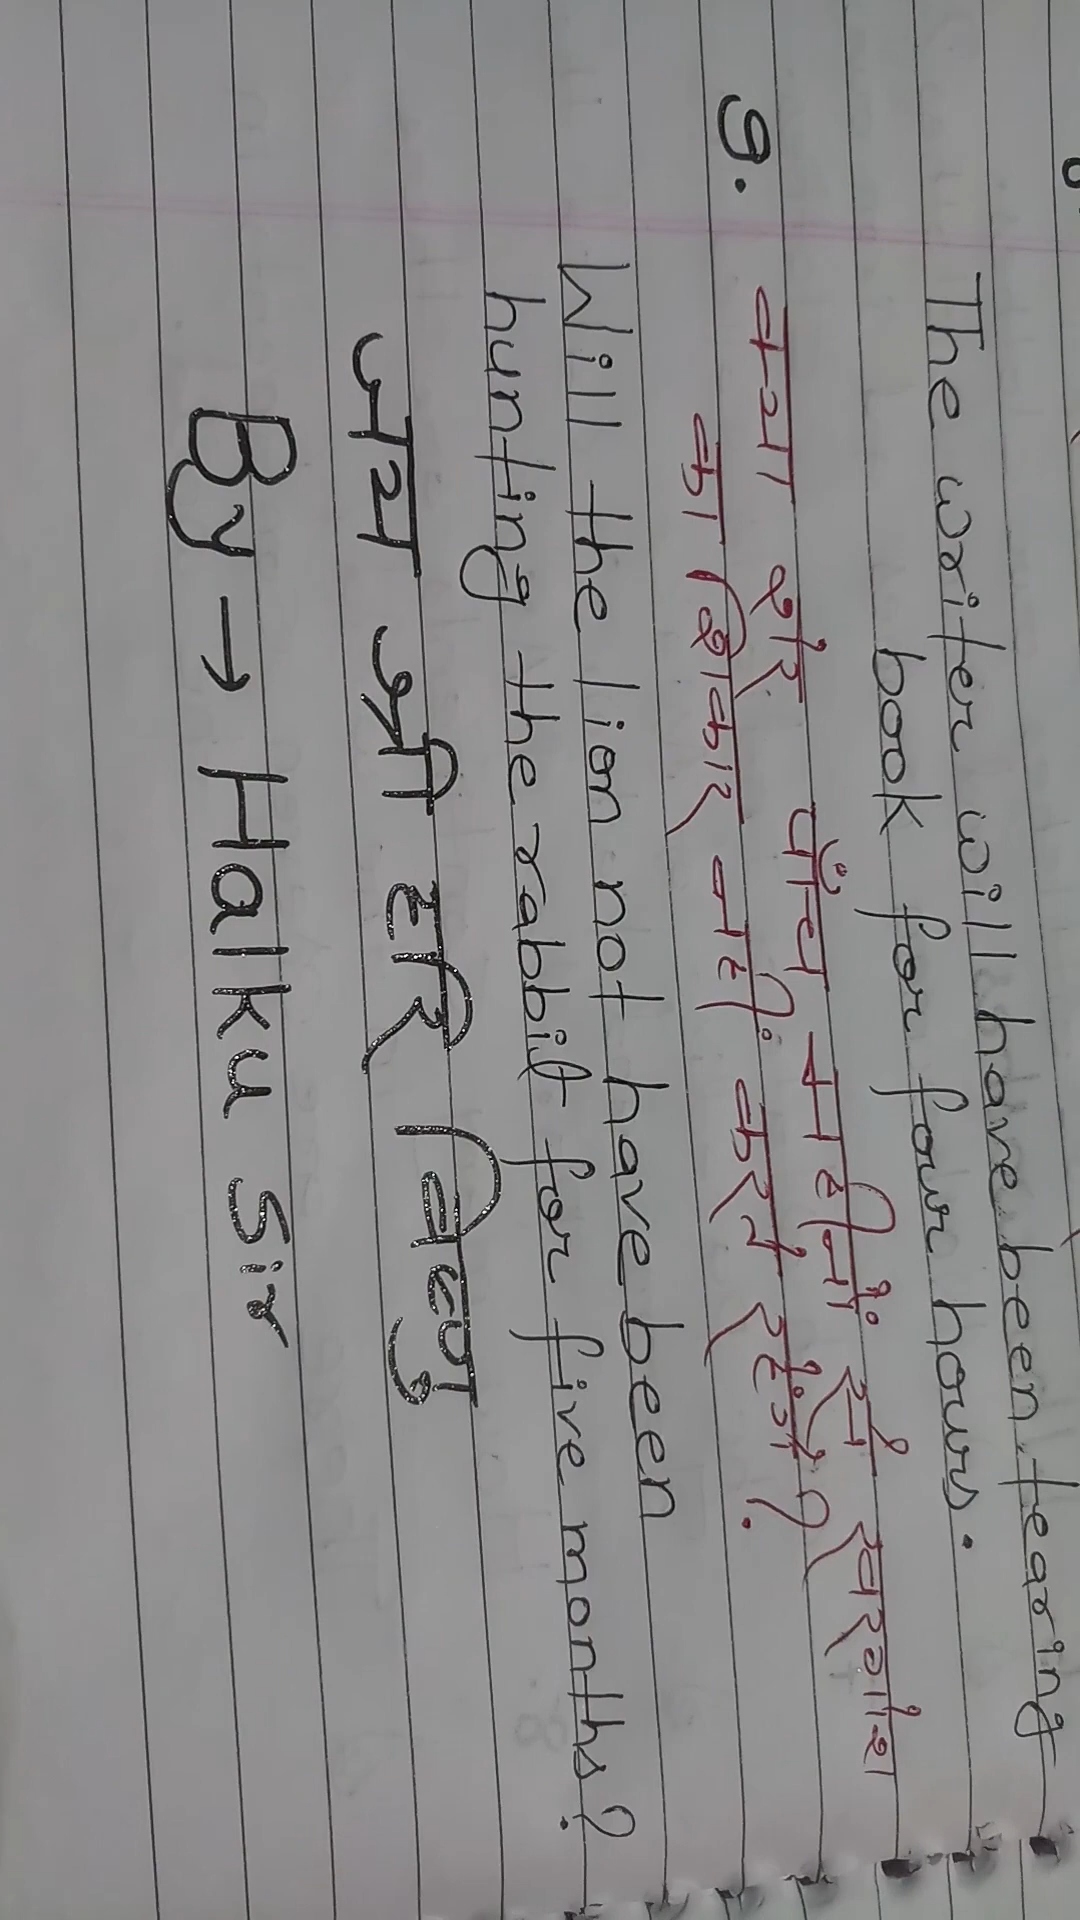 The writer will have been tearing
book for four hours.
9. क्या शेर पाँच महीनों से खरगोश
का शिकार नहीं करते रहेंगे?
Will the lion not have been
hunting the rabbit for five months?
जय श्री हरि विष्णु
By → Halku Sir